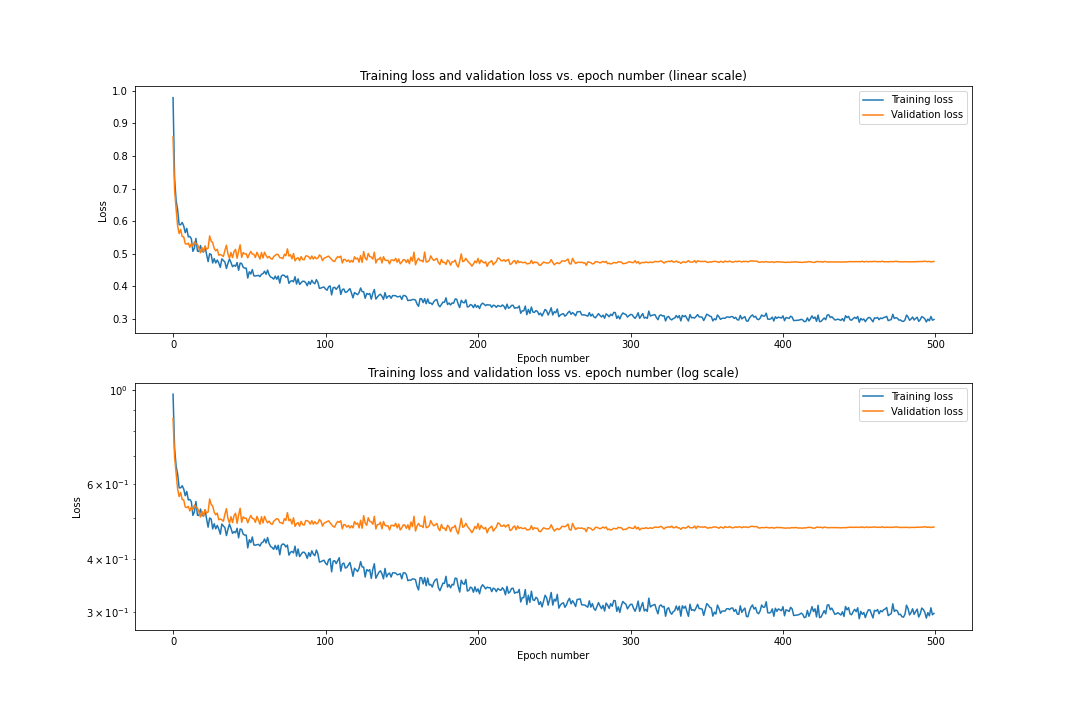 Training loss and validation loss vs. epoch number (linear scale)
1.0
0.9
0.8
0.7
0.6
0.5
0.4
0.3
Loss
Training loss
Validation loss
0 100 200 300 400 500
Epoch number
Training loss and validation loss vs. epoch number (log scale)
10⁰
6 × 10⁻¹
4 × 10⁻¹
3 × 10⁻¹
Loss
Training loss
Validation loss
0 100 200 300 400 500
Epoch number